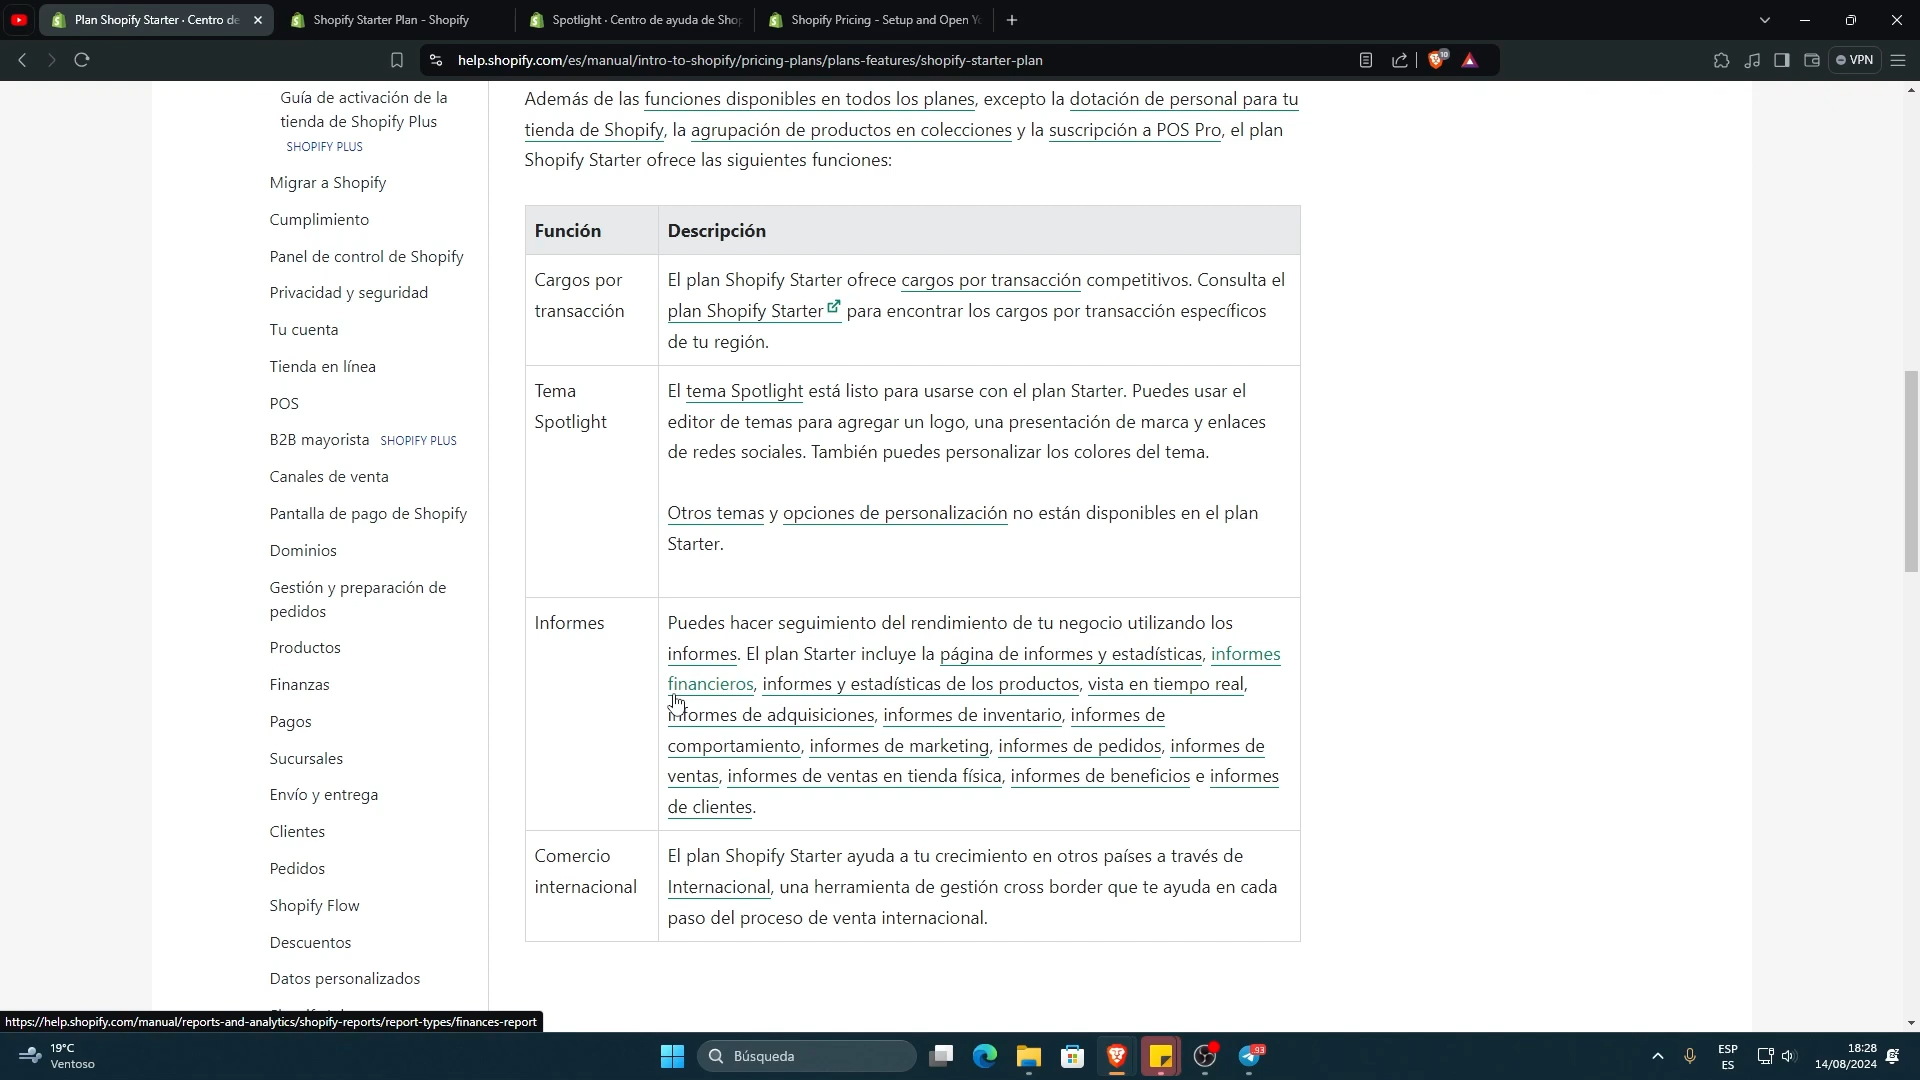 Plan Shopify Starter · Centro de
Shopify Starter Plan - Shopify
Spotlight · Centro de ayuda de Shop
Shopify Pricing - Setup and Open Y
help.shopify.com/es/manual/intro-to-shopify/pricing-plans/plans-features/shopify-starter-plan
10
VPN
Guía de activación de la
tienda de Shopify Plus
SHOPIFY PLUS
Migrar a Shopify
Cumplimiento
Panel de control de Shopify
Privacidad y seguridad
Tu cuenta
Tienda en línea
POS
B2B mayorista SHOPIFY PLUS
Canales de venta
Pantalla de pago de Shopify
Dominios
Gestión y preparación de
pedidos
Productos
Finanzas
Pagos
Sucursales
Envío y entrega
Clientes
Pedidos
Shopify Flow
Descuentos
Datos personalizados
Además de las funciones disponibles en todos los planes, excepto la dotación de personal para tu
tienda de Shopify, la agrupación de productos en colecciones y la suscripción a POS Pro, el plan
Shopify Starter ofrece las siguientes funciones:
Función
Descripción
Cargos por
transacción
El plan Shopify Starter ofrece cargos por transacción competitivos. Consulta el
plan Shopify Starter para encontrar los cargos por transacción específicos
de tu región.
Tema
Spotlight
El tema Spotlight está listo para usarse con el plan Starter. Puedes usar el
editor de temas para agregar un logo, una presentación de marca y enlaces
de redes sociales. También puedes personalizar los colores del tema.
Otros temas y opciones de personalización no están disponibles en el plan
Starter.
Informes
Puedes hacer seguimiento del rendimiento de tu negocio utilizando los
informes. El plan Starter incluye la página de informes y estadísticas, informes
financieros, informes y estadísticas de los productos, vista en tiempo real,
informes de adquisiciones, informes de inventario, informes de
comportamiento, informes de marketing, informes de pedidos, informes de
ventas, informes de ventas en tienda física, informes de beneficios e informes
de clientes.
Comercio
internacional
El plan Shopify Starter ayuda a tu crecimiento en otros países a través de
Internacional, una herramienta de gestión cross border que te ayuda en cada
paso del proceso de venta internacional.
https://help.shopify.com/manual/reports-and-analytics/shopify-reports/report-types/finances-report
19°C
Ventoso
Búsqueda
93
ESP
ES
18:28
14/08/2024